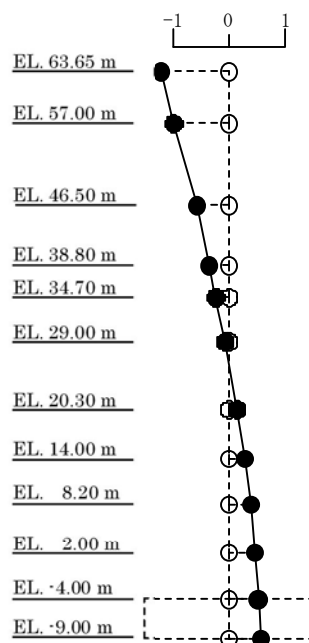 −1 0 1
EL. 63.65 m
EL. 57.00 m
EL. 46.50 m
EL. 38.80 m
EL. 34.70 m
EL. 29.00 m
EL. 20.30 m
EL. 14.00 m
EL. 8.20 m
EL. 2.00 m
EL. -4.00 m
EL. -9.00 m